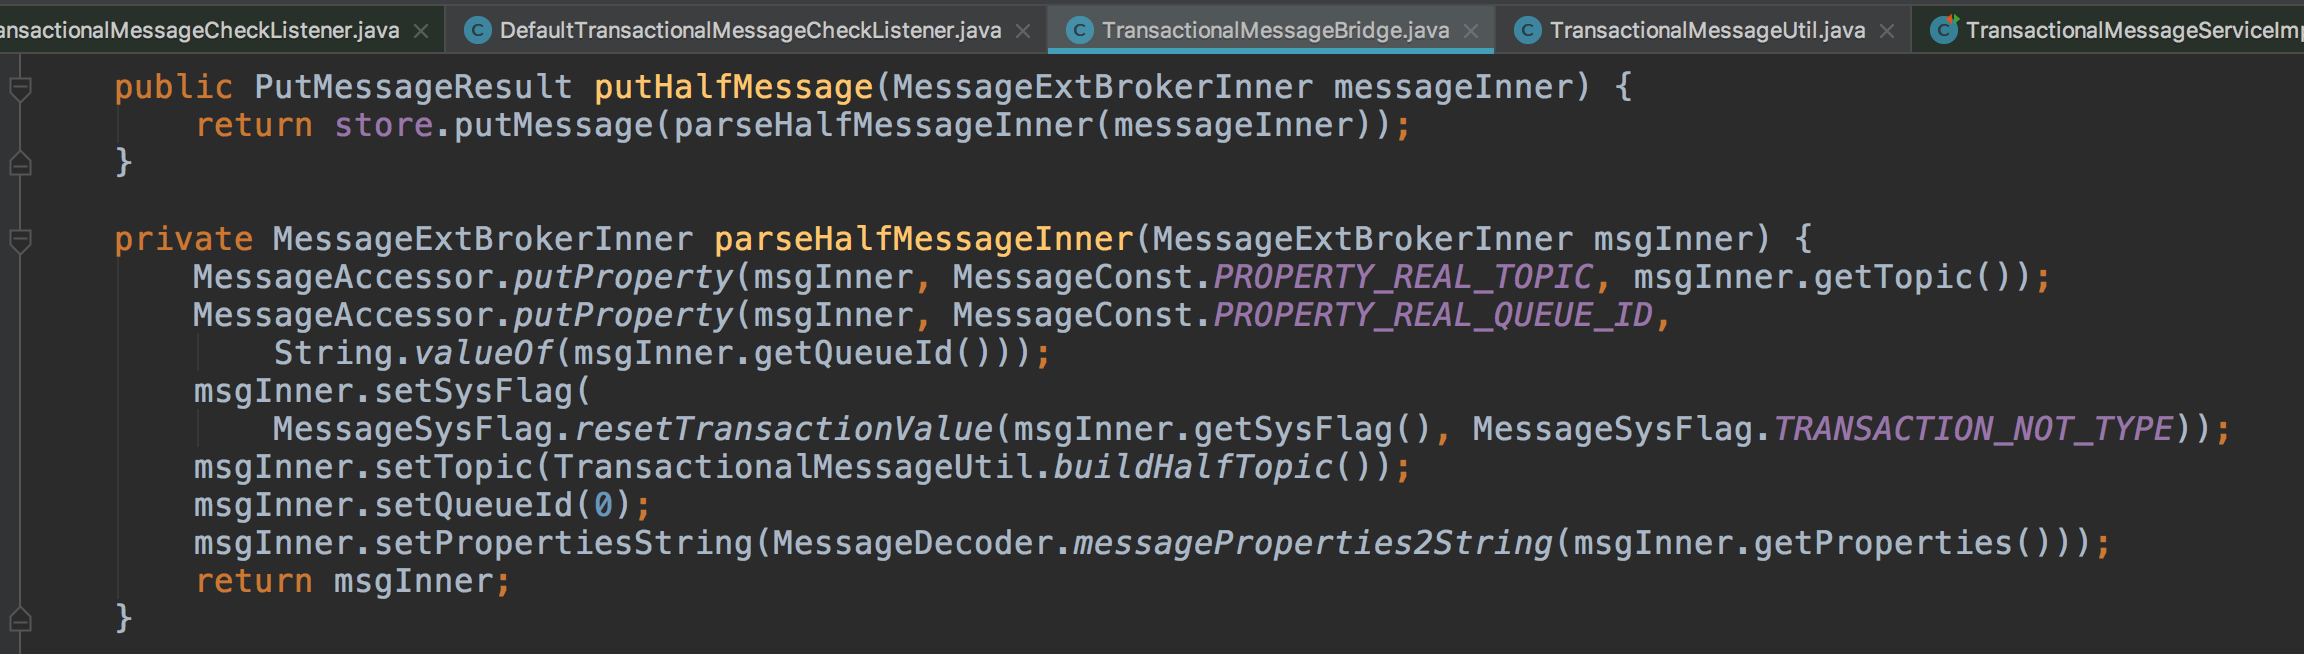 ansactionalMessageCheckListener.java DefaultTransactionalMessageCheckListener.java TransactionalMessageBridge.java TransactionalMessageUtil.java TransactionalMessageServiceImp
public PutMessageResult putHalfMessage(MessageExtBrokerInner messageInner) {
    return store.putMessage(parseHalfMessageInner(messageInner));
}
private MessageExtBrokerInner parseHalfMessageInner(MessageExtBrokerInner msgInner) {
    MessageAccessor.putProperty(msgInner, MessageConst.PROPERTY_REAL_TOPIC, msgInner.getTopic());
    MessageAccessor.putProperty(msgInner, MessageConst.PROPERTY_REAL_QUEUE_ID,
        String.valueOf(msgInner.getQueueId()));
    msgInner.setSysFlag(
        MessageSysFlag.resetTransactionValue(msgInner.getSysFlag(), MessageSysFlag.TRANSACTION_NOT_TYPE));
    msgInner.setTopic(TransactionalMessageUtil.buildHalfTopic());
    msgInner.setQueueId(0);
    msgInner.setPropertiesString(MessageDecoder.messageProperties2String(msgInner.getProperties()));
    return msgInner;
}